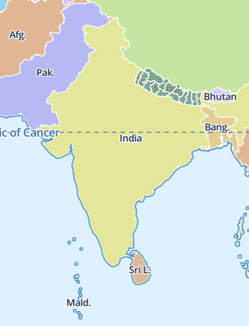 Afg.
Pak.
Bhutan
Bang.
ic of Cancer
India
Sri L.
Mald.